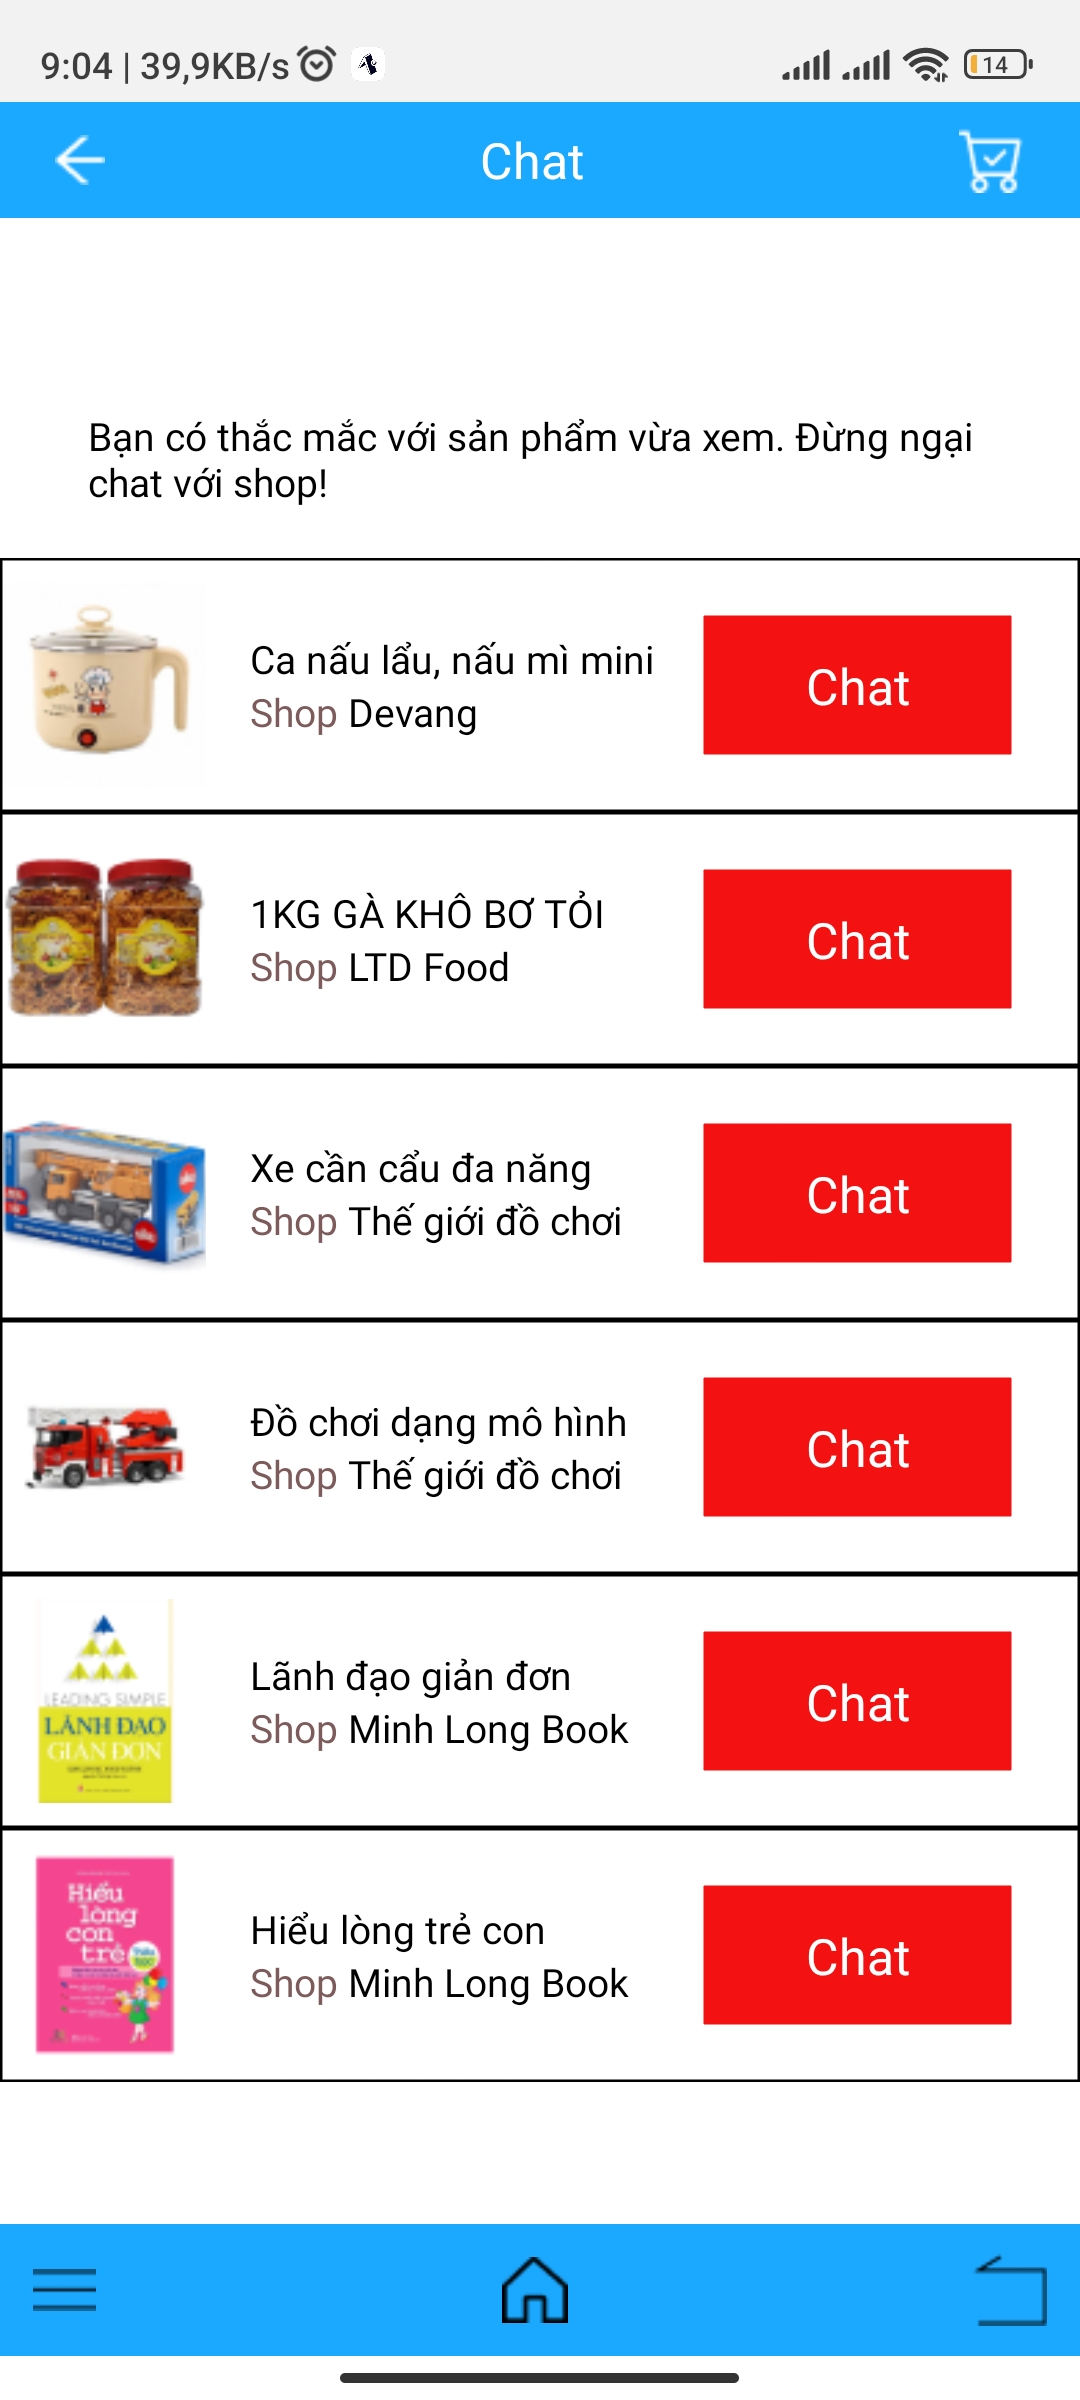 9:04 | 39,9KB/s
14
Chat
Bạn có thắc mắc với sản phẩm vừa xem. Đừng ngại
chat với shop!
Ca nấu lẩu, nấu mì mini
Shop Devang
Chat
1KG GÀ KHÔ BƠ TỎI
Shop LTD Food
Chat
Xe cần cẩu đa năng
Shop Thế giới đồ chơi
Chat
Đồ chơi dạng mô hình
Shop Thế giới đồ chơi
Chat
LEADING SIMPLE
LÃNH ĐẠO
GIẢN ĐƠN
Lãnh đạo giản đơn
Shop Minh Long Book
Chat
Hiểu
lòng
con
trẻ
Hiểu lòng trẻ con
Shop Minh Long Book
Chat